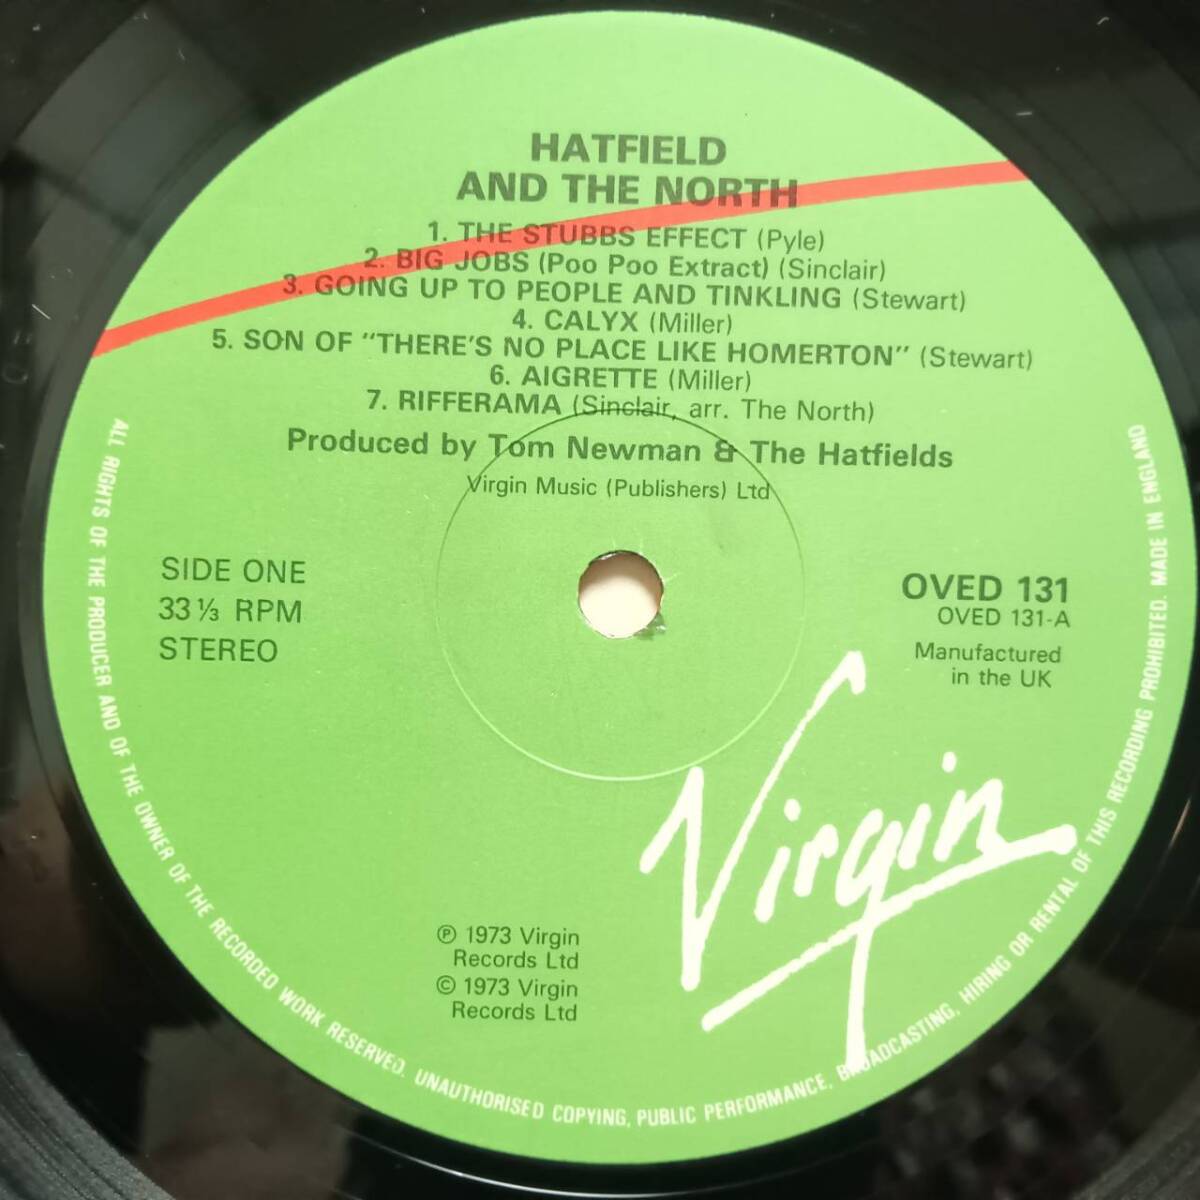 HATFIELD
AND THE NORTH
1. THE STUBBS EFFECT (Pyle)
2. BIG JOBS (Poo Poo Extract) (Sinclair)
3. GOING UP TO PEOPLE AND TINKLING (Stewart)
4. CALYX (Miller)
5. SON OF "THERE'S NO PLACE LIKE HOMERTON" (Stewart)
6. AIGRETTE (Miller)
7. RIFFERAMA (Sinclair, arr. The North)
Produced by Tom Newman & The Hatfields
Virgin Music (Publishers) Ltd
SIDE ONE
33 ⅓ RPM
STEREO
OVED 131
OVED 131-A
Manufactured
in the UK
Virgin
℗ 1973 Virgin
Records Ltd
© 1973 Virgin
Records Ltd
ALL RIGHTS OF THE PRODUCER AND OF THE OWNER OF THE RECORDED WORK RESERVED. UNAUTHORISED COPYING, PUBLIC PERFORMANCE, BROADCASTING, HIRING OR RENTAL OF THIS RECORDING PROHIBITED. MADE IN ENGLAND